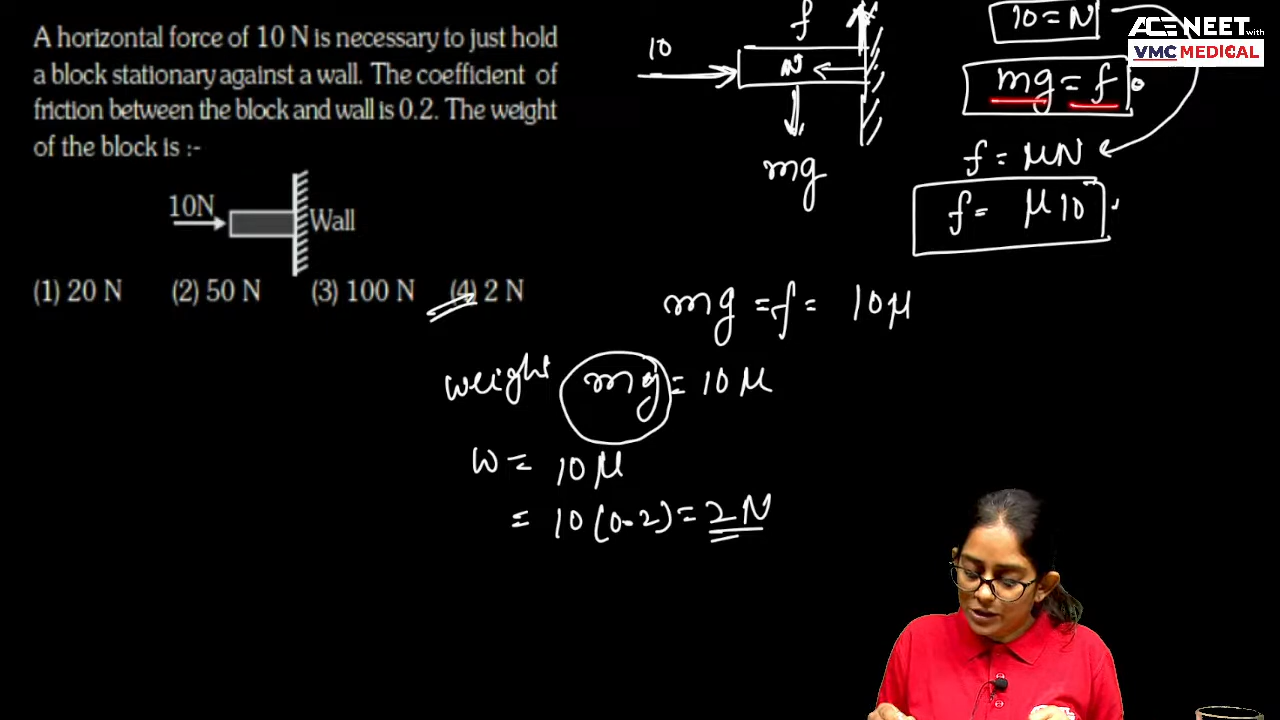 A horizontal force of 10 N is necessary to just hold
a block stationary against a wall. The coefficient of
friction between the block and wall is 0.2. The weight
of the block is :-
10N
Wall
(1) 20 N (2) 50 N (3) 100 N (4) 2 N
f
10
N
mg
10 = N
mg = f
f = μN
f = μ10
mg = f = 10μ
weight mg = 10μ
W = 10μ
= 10(0.2) = 2N
ACE NEET with
VMC MEDICAL